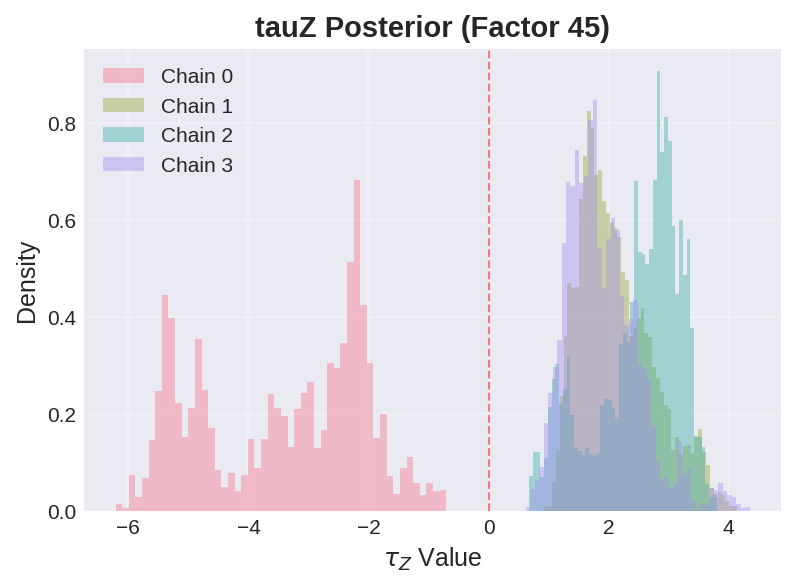 tauZ Posterior (Factor 45)
Chain 0
Chain 1
Chain 2
Chain 3
Density
0.8
0.6
0.4
0.2
0.0
−6 −4 −2 0 2 4
τZ Value